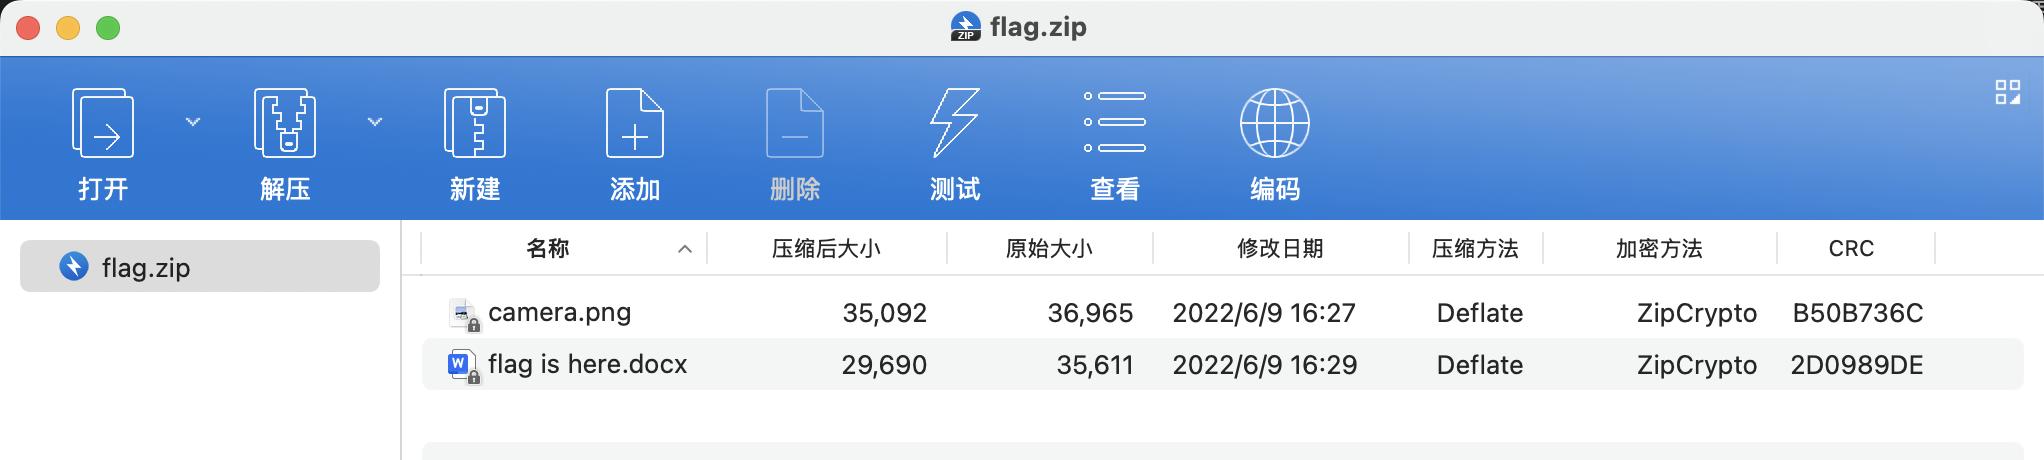 flag.zip
打开 解压 新建 添加 删除 测试 查看 编码
flag.zip
名称 压缩后大小 原始大小 修改日期 压缩方法 加密方法 CRC
camera.png 35,092 36,965 2022/6/9 16:27 Deflate ZipCrypto B50B736C
flag is here.docx 29,690 35,611 2022/6/9 16:29 Deflate ZipCrypto 2D0989DE